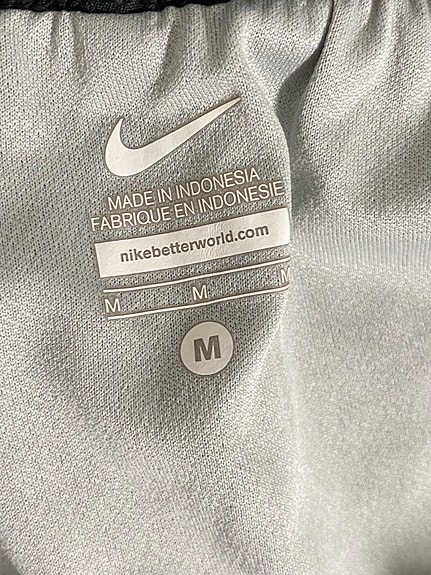 MADE IN INDONESIA
FABRIQUE EN INDONESIE
nikebetterworld.com
M M M
M